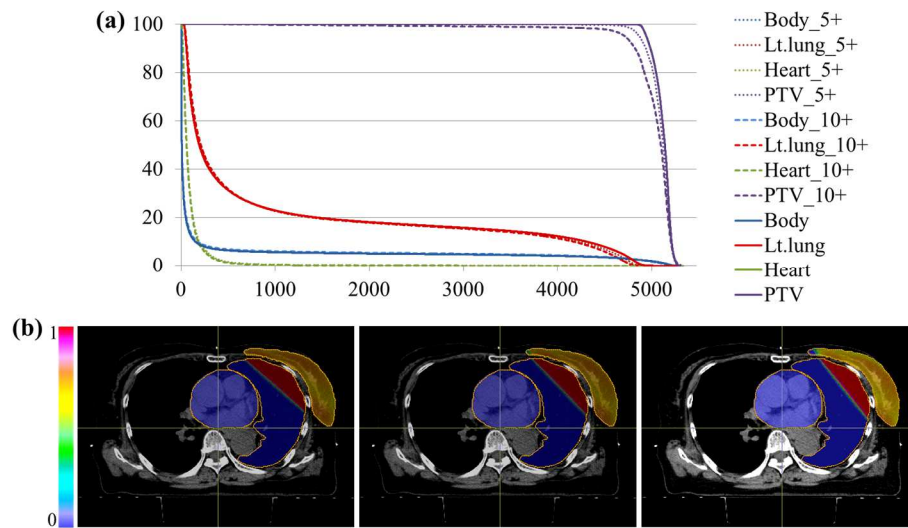 (a)
100
80
60
40
20
0
0 1000 2000 3000 4000 5000
Body_5+
Lt.lung_5+
Heart_5+
PTV_5+
Body_10+
Lt.lung_10+
Heart_10+
PTV_10+
Body
Lt.lung
Heart
PTV
(b)
1
0